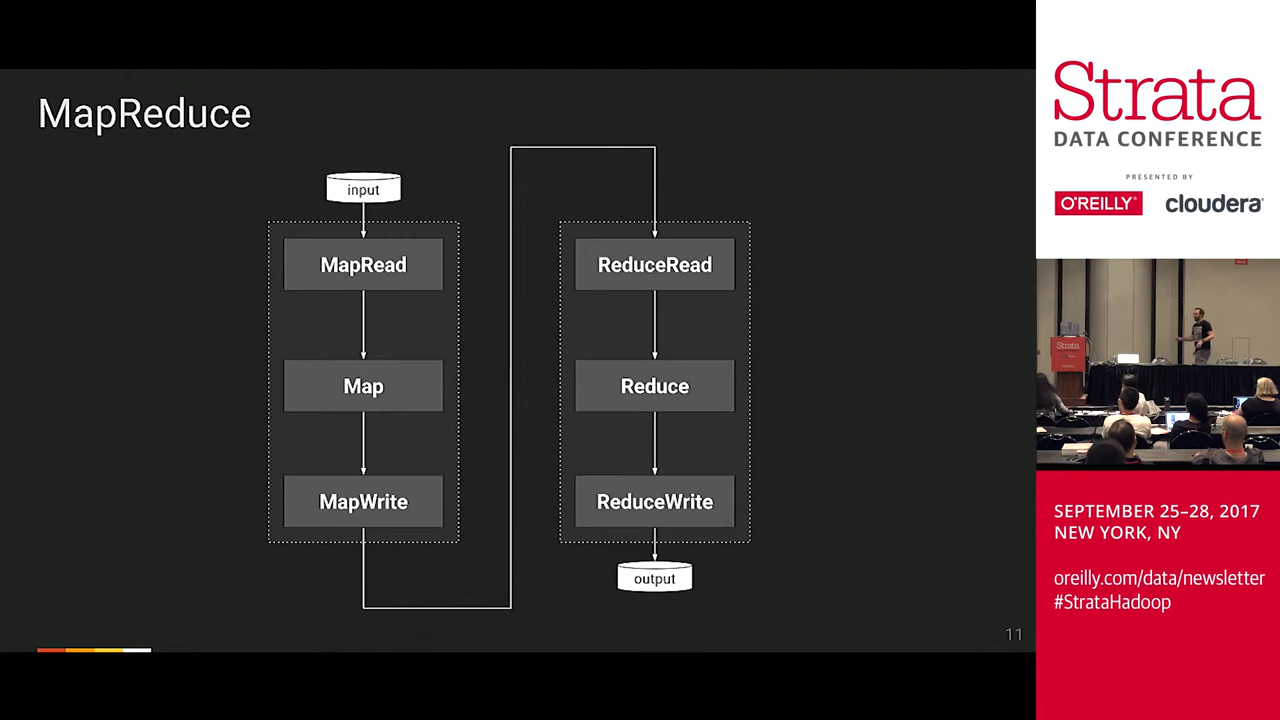 MapReduce
input
MapRead
Map
MapWrite
ReduceRead
Reduce
ReduceWrite
output
11
Strata
DATA CONFERENCE
PRESENTED BY
O'REILLY
cloudera
Strata
SEPTEMBER 25–28, 2017
NEW YORK, NY
oreilly.com/data/newsletter
#StrataHadoop